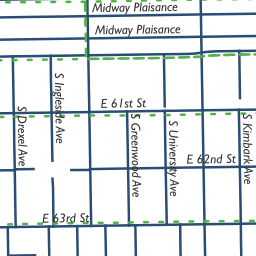 Midway Plaisance
Midway Plaisance
E 61st St
S Ingleside Ave
S Drexel Ave
S Greenwood Ave
S University Ave
S Kimbark Ave
E 62nd St
E 63rd St